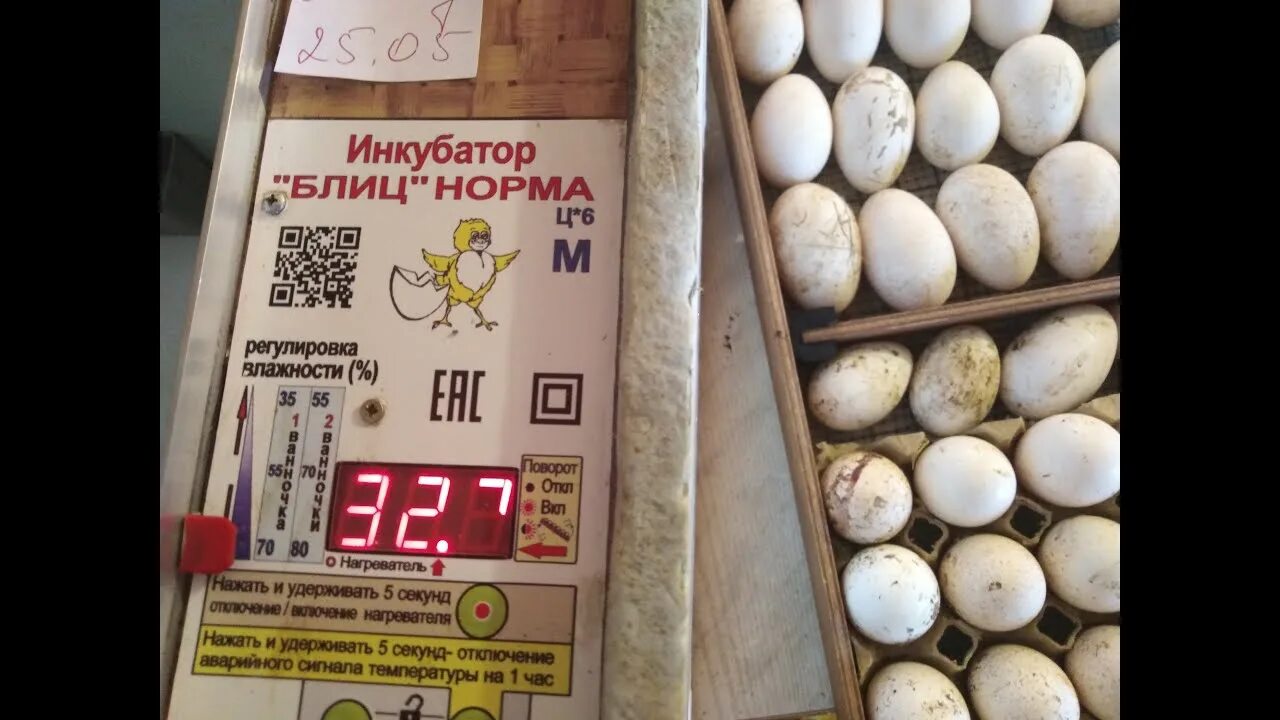 25.05
Инкубатор
"БЛИЦ" НОРМА
Ц*6
М
регулировка
влажности (%)
35 55
1 2
ванночка
ванночки
55 70
70 80
ЕАС
32.7
Поворот
Откл
Вкл
Нагреватель
Нажать и удерживать 5 секунд
отключение / включение нагревателя
Нажать и удерживать 5 секунд- отключение
аварийного сигнала температуры на 1 час